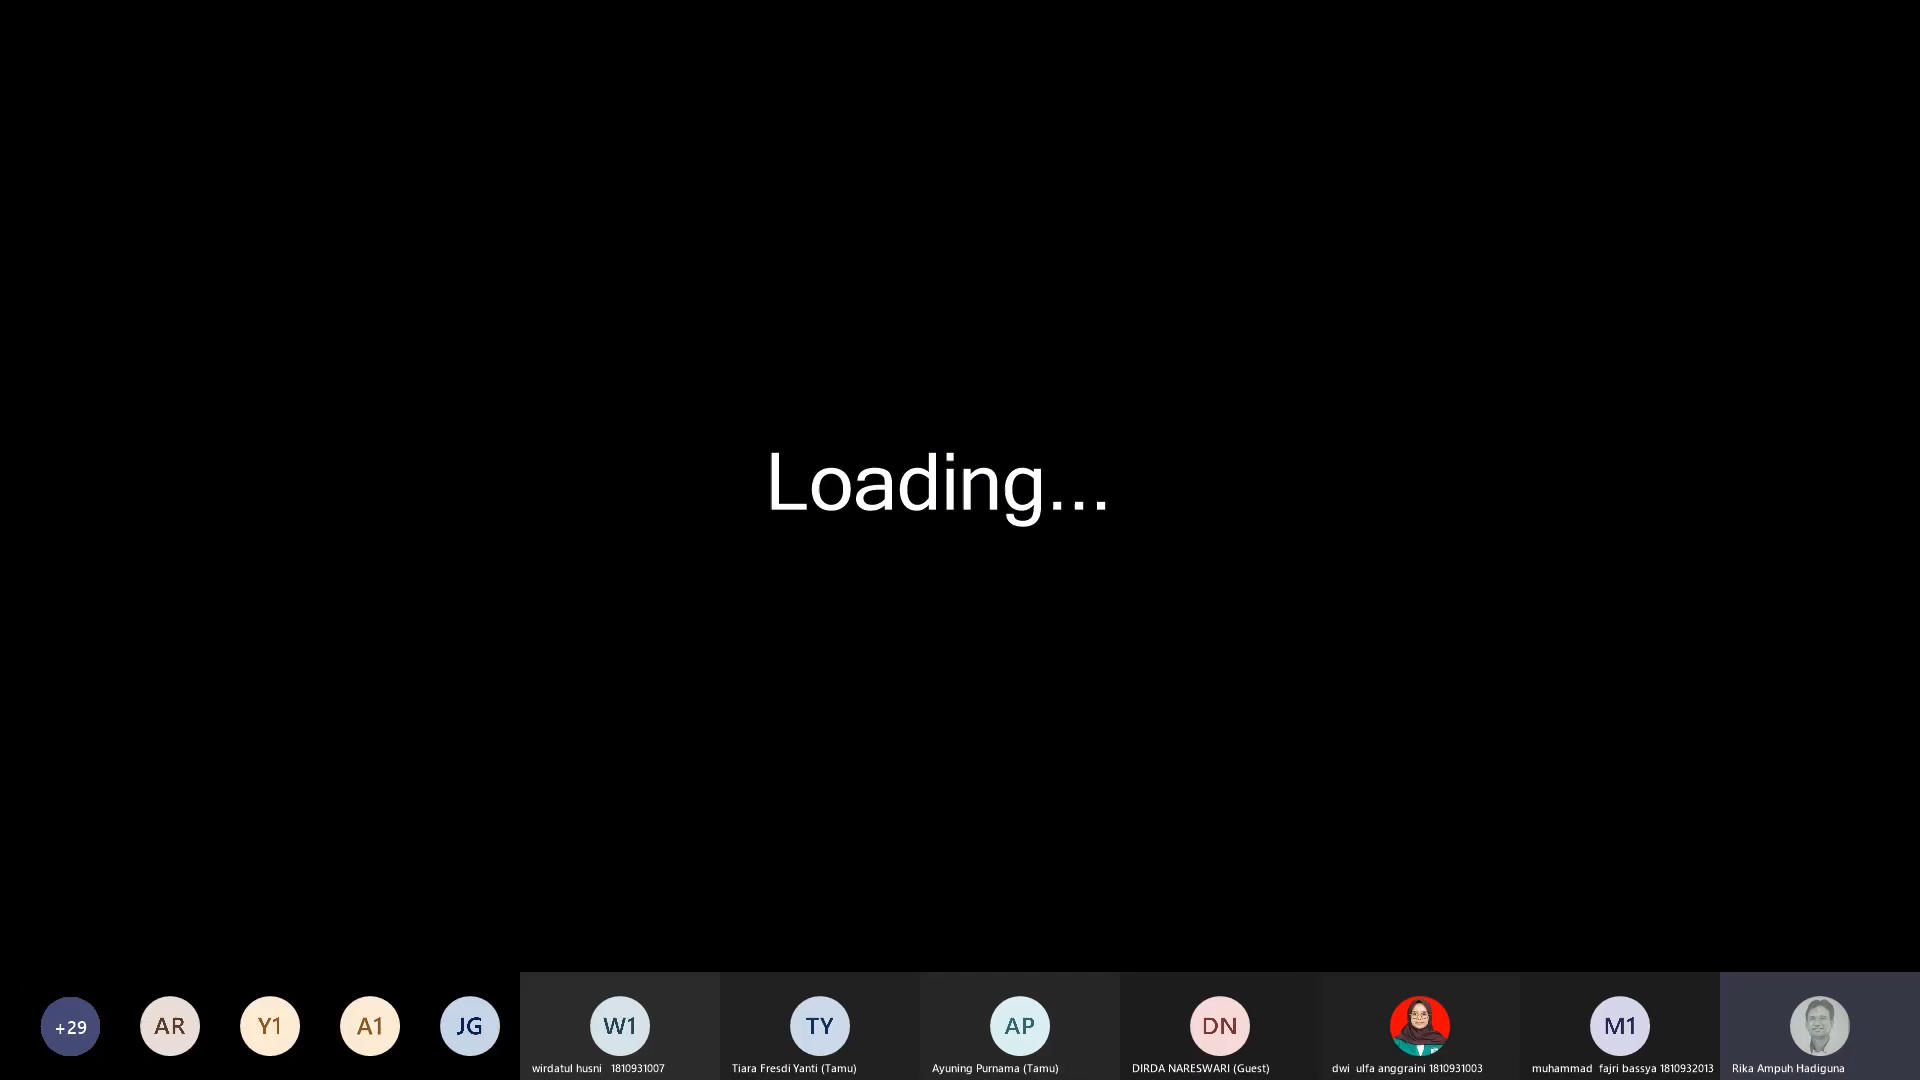 Loading...
+29
AR
Y1
A1
JG
W1
TY
AP
DN
M1
wirdatul husni 1810931007
Tiara Fresdi Yanti (Tamu)
Ayuning Purnama (Tamu)
DIRDA NARESWARI (Guest)
dwi ulfa anggraini 1810931003
muhammad fajri bassya 1810932013
Rika Ampuh Hadiguna